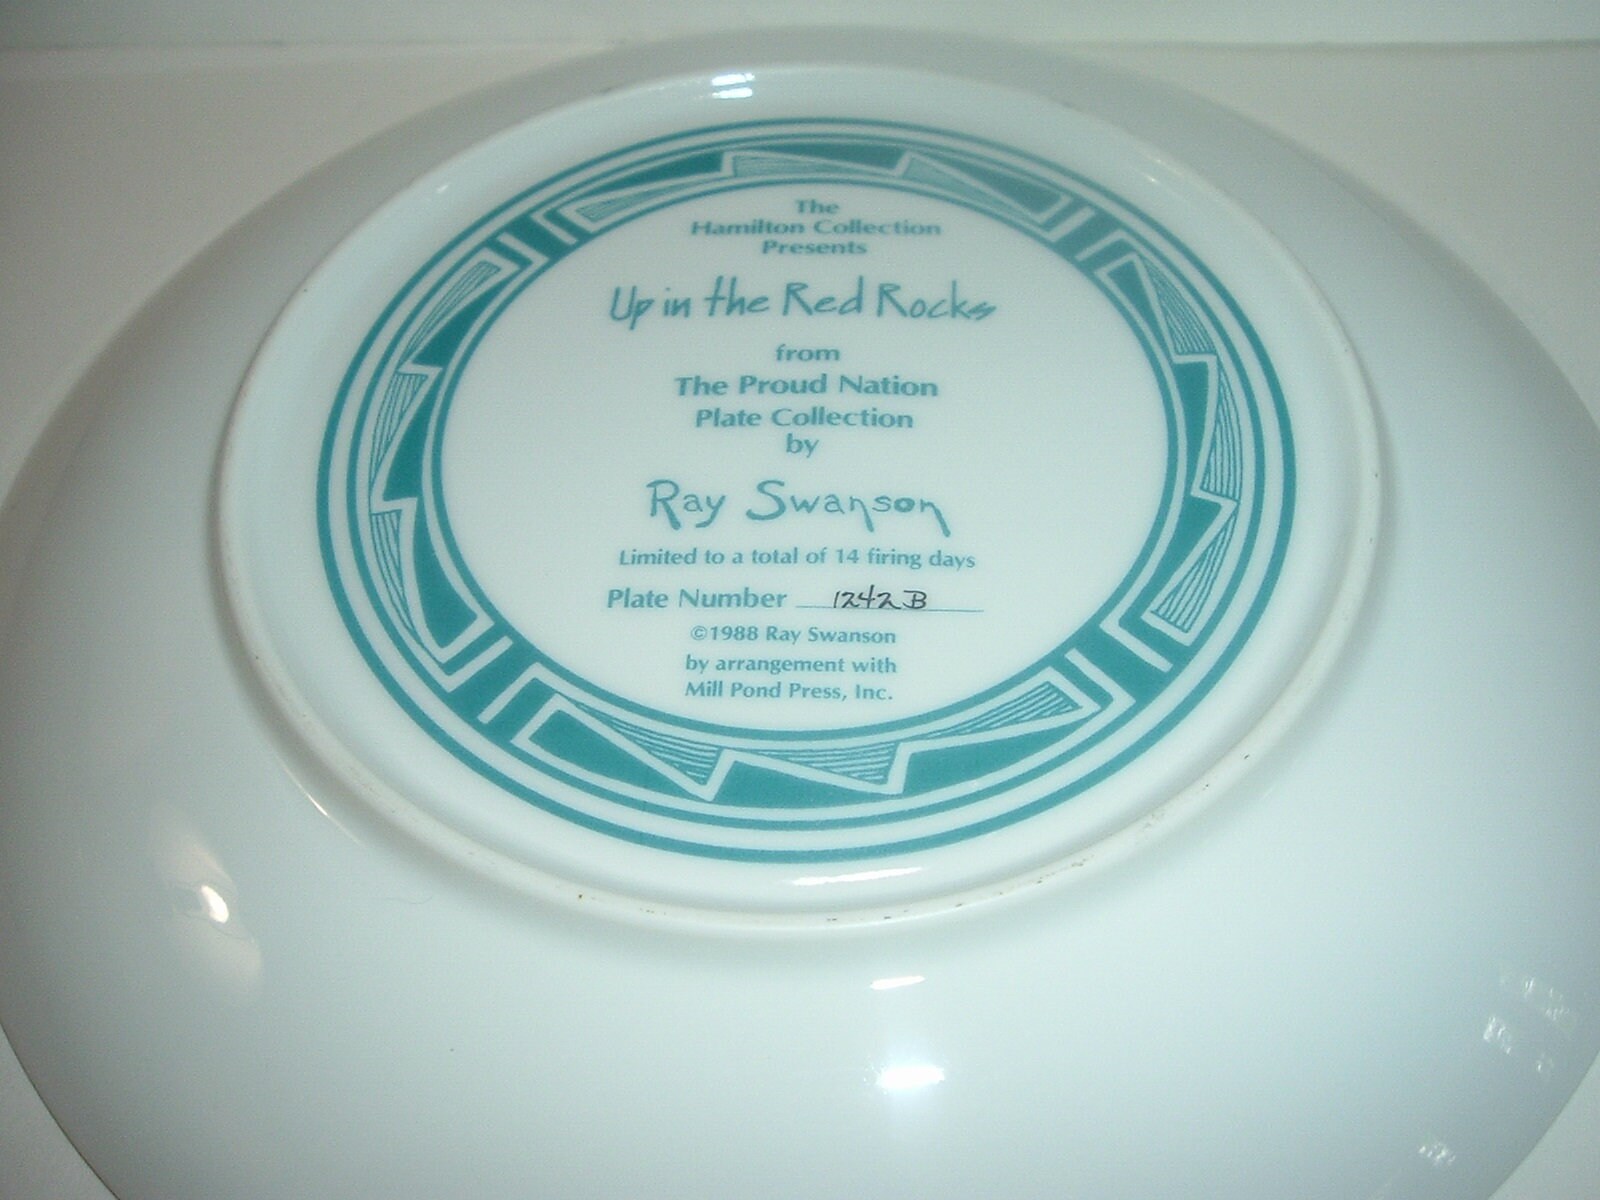 The
Hamilton Collection
Presents
Up in the Red Rocks
from
The Proud Nation
Plate Collection
by
Ray Swanson
Limited to a total of 14 firing days
Plate Number 1242B
©1988 Ray Swanson
by arrangement with
Mill Pond Press, Inc.